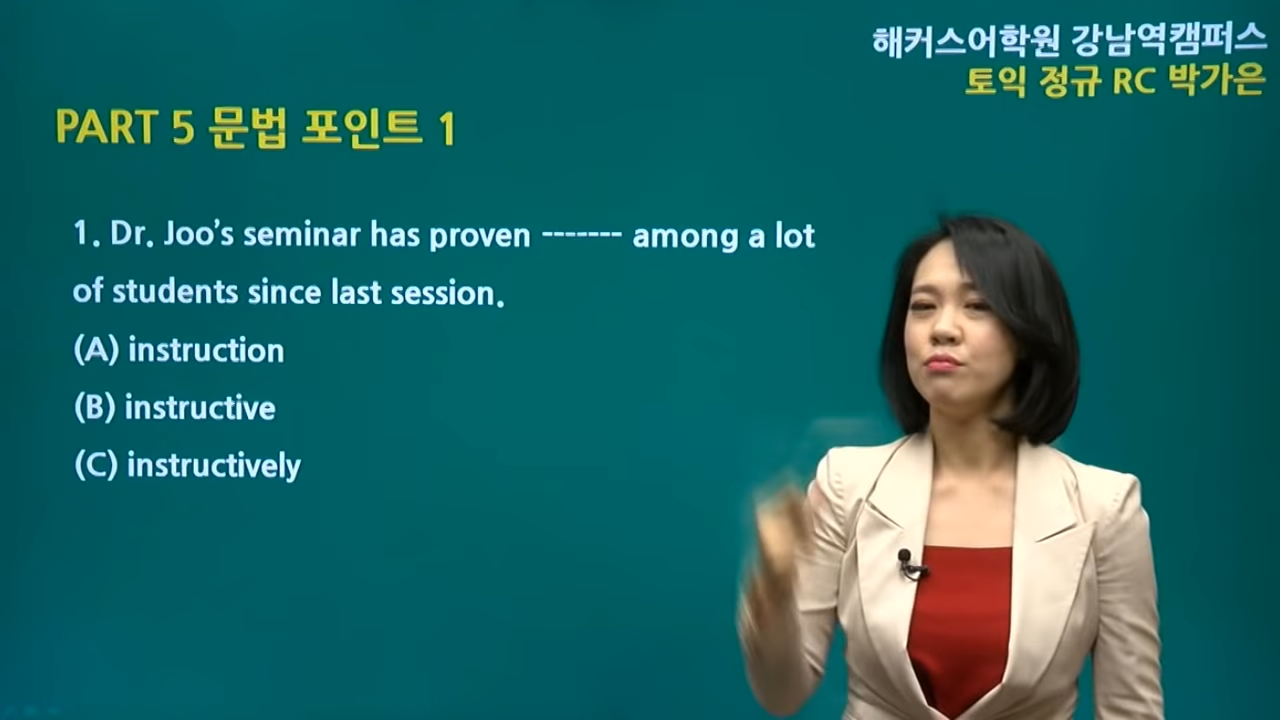 해커스어학원 강남역캠퍼스
토익 정규 RC 박가은
PART 5 문법 포인트 1
1. Dr. Joo's seminar has proven ------- among a lot
of students since last session.
(A) instruction
(B) instructive
(C) instructively